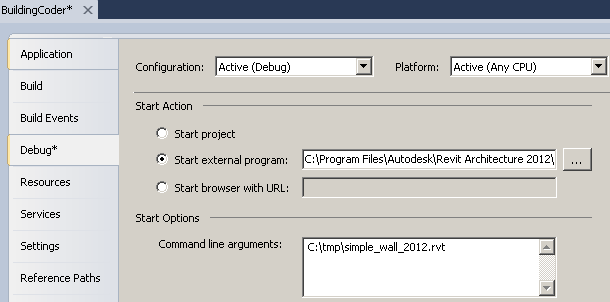 BuildingCoder*
Application
Configuration: Active (Debug) Platform: Active (Any CPU)
Build
Start Action
Build Events
Start project
Debug*
Start external program: C:\Program Files\Autodesk\Revit Architecture 2012\ ...
Resources
Start browser with URL:
Services
Start Options
Settings
Command line arguments: C:\tmp\simple_wall_2012.rvt
Reference Paths